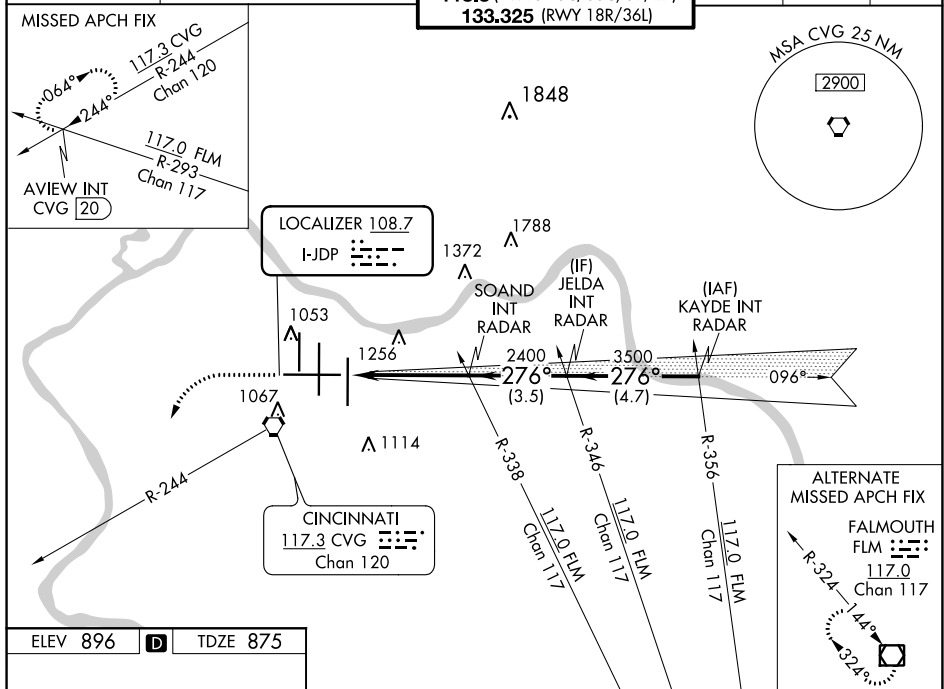 133.325 (RWY 18R/36L)
MISSED APCH FIX
117.3 CVG
R-244
Chan 120
064°
244°
117.0 FLM
R-293
Chan 117
AVIEW INT
CVG 20
MSA CVG 25 NM
2900
1848
LOCALIZER 108.7
I-JDP
1788
1372
SOAND
INT
RADAR
(IF)
JELDA
INT
RADAR
(IAF)
KAYDE INT
RADAR
1053
1256
2400
3500
276°
276°
096°
(3.5)
(4.7)
1067
1114
R-244
R-338
R-346
R-356
117.0 FLM
Chan 117
117.0 FLM
Chan 117
117.0 FLM
Chan 117
CINCINNATI
117.3 CVG
Chan 120
ALTERNATE
MISSED APCH FIX
FALMOUTH
FLM
117.0
Chan 117
R-324
144°
324°
ELEV 896 D TDZE 875